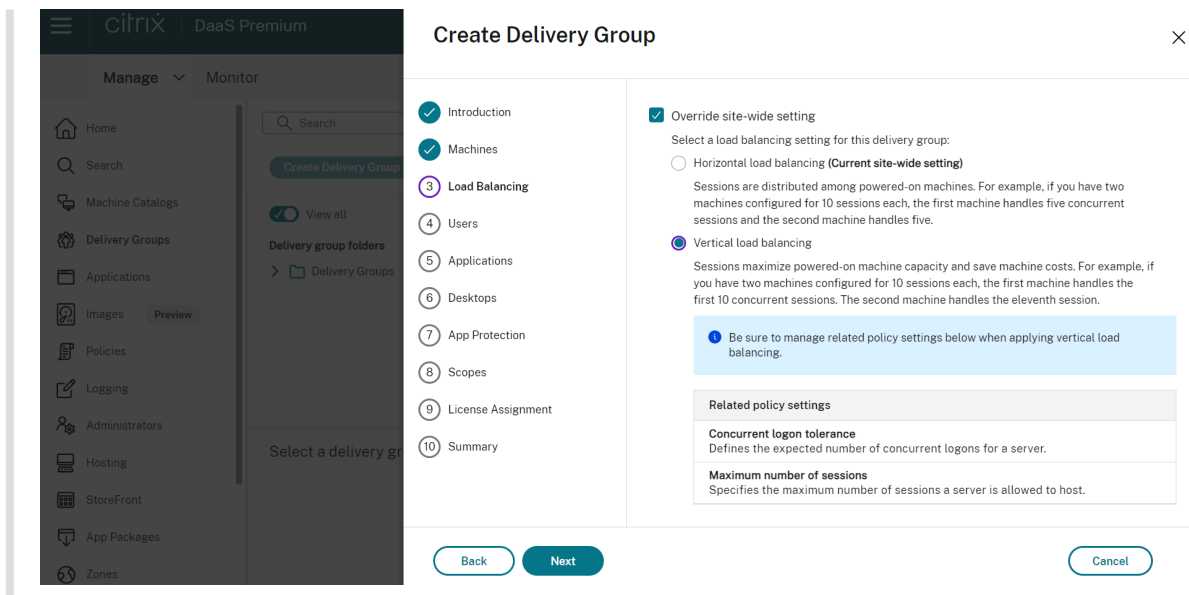 citrix DaaS Premium
Manage Monitor
Home
Search
Machine Catalogs
Delivery Groups
Applications
Images Preview
Policies
Logging
Administrators
Hosting
StoreFront
App Packages
Zones
Search
Create Delivery Group
View all
Delivery group folders
Delivery Groups
Select a delivery gr
Create Delivery Group
Introduction
Machines
3 Load Balancing
4 Users
5 Applications
6 Desktops
7 App Protection
8 Scopes
9 License Assignment
10 Summary
Override site-wide setting
Select a load balancing setting for this delivery group:
Horizontal load balancing (Current site-wide setting)
Sessions are distributed among powered-on machines. For example, if you have two
machines configured for 10 sessions each, the first machine handles five concurrent
sessions and the second machine handles five.
Vertical load balancing
Sessions maximize powered-on machine capacity and save machine costs. For example, if
you have two machines configured for 10 sessions each, the first machine handles the
first 10 concurrent sessions. The second machine handles the eleventh session.
Be sure to manage related policy settings below when applying vertical load
balancing.
Related policy settings
Concurrent logon tolerance
Defines the expected number of concurrent logons for a server.
Maximum number of sessions
Specifies the maximum number of sessions a server is allowed to host.
Back Next Cancel